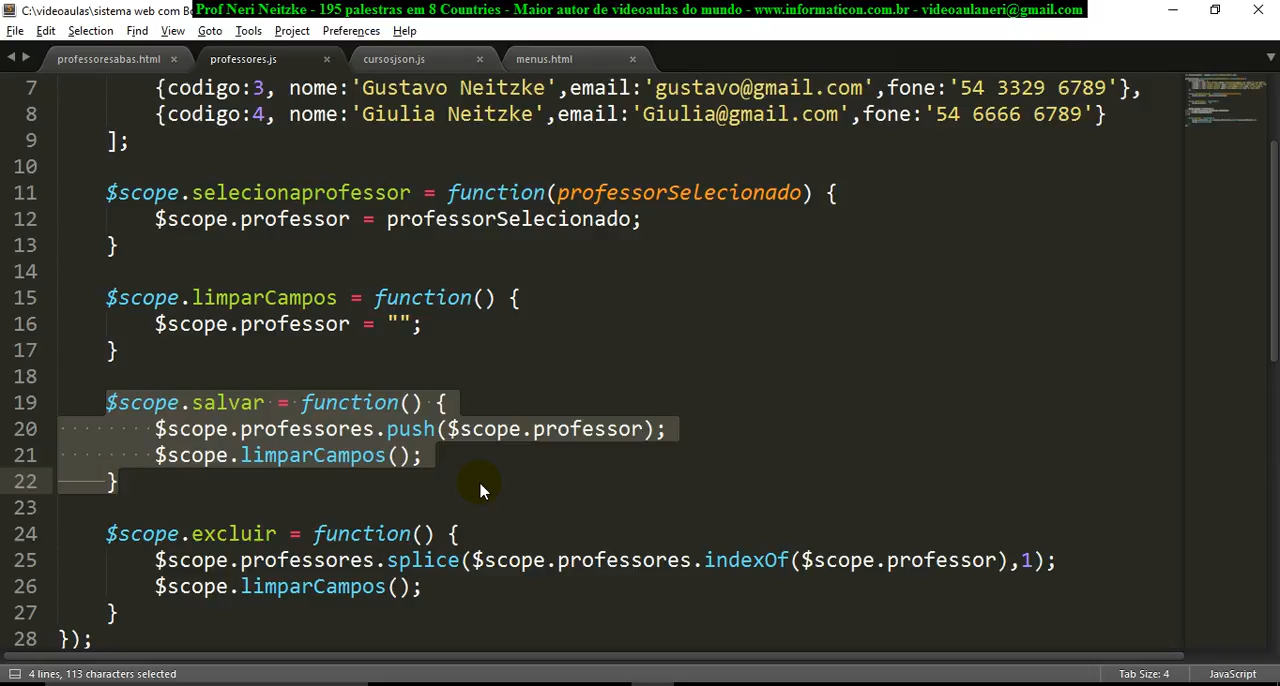 C:\videoaulas\sistema web com Bo
Prof Neri Neitzke - 195 palestras em 8 Countries - Maior autor de videoaulas do mundo - www.informaticon.com.br - videoaulaneri@gmail.com
File Edit Selection Find View Goto Tools Project Preferences Help
professoresabas.html × professores.js × cursosjson.js × menus.html ×
7 {codigo:3, nome:'Gustavo Neitzke',email:'gustavo@gmail.com',fone:'54 3329 6789'},
8 {codigo:4, nome:'Giulia Neitzke',email:'Giulia@gmail.com',fone:'54 6666 6789'}
9 ];
10
11 $scope.selecionaprofessor = function(professorSelecionado) {
12 $scope.professor = professorSelecionado;
13 }
14
15 $scope.limparCampos = function() {
16 $scope.professor = "";
17 }
18
19 $scope.salvar = function() {
20 $scope.professores.push($scope.professor);
21 $scope.limparCampos();
22 }
23
24 $scope.excluir = function() {
25 $scope.professores.splice($scope.professores.indexOf($scope.professor),1);
26 $scope.limparCampos();
27 }
28 });
4 lines, 113 characters selected Tab Size: 4 JavaScript